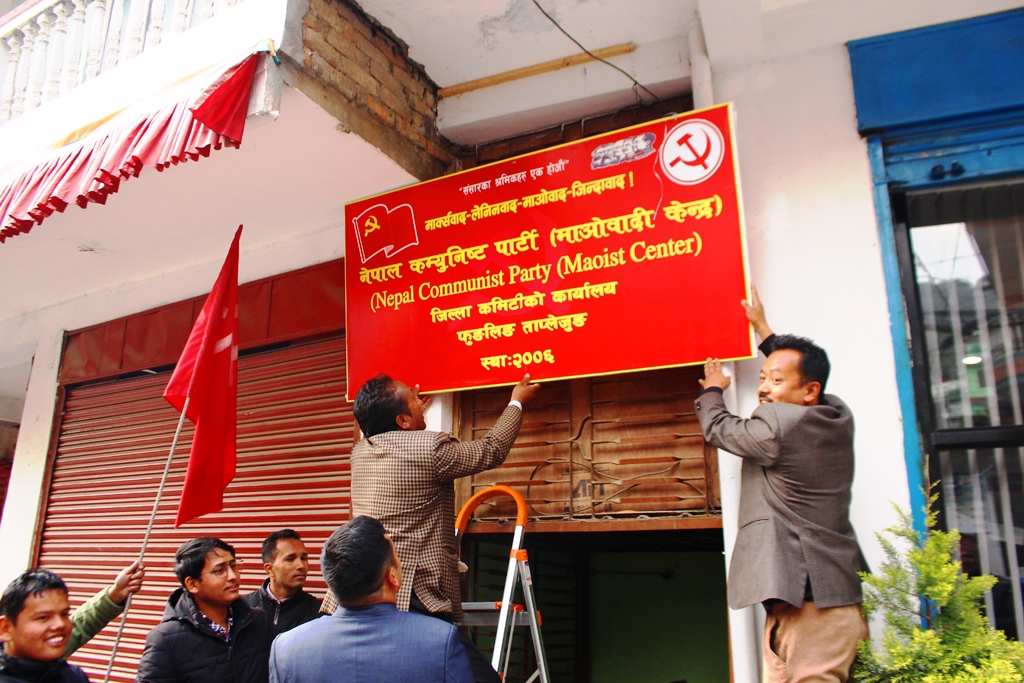 "संसारका श्रमिकहरु एक होऔं"
मार्क्सवाद-लेनिनवाद-माओवाद-जिन्दावाद!
नेपाल कम्युनिष्ट पार्टी (माओवादी केन्द्र)
(Nepal Communist Party (Maoist Center)
जिल्ला कमिटीको कार्यालय
फुङलिङ ताप्लेजुङ
स्था:२००६